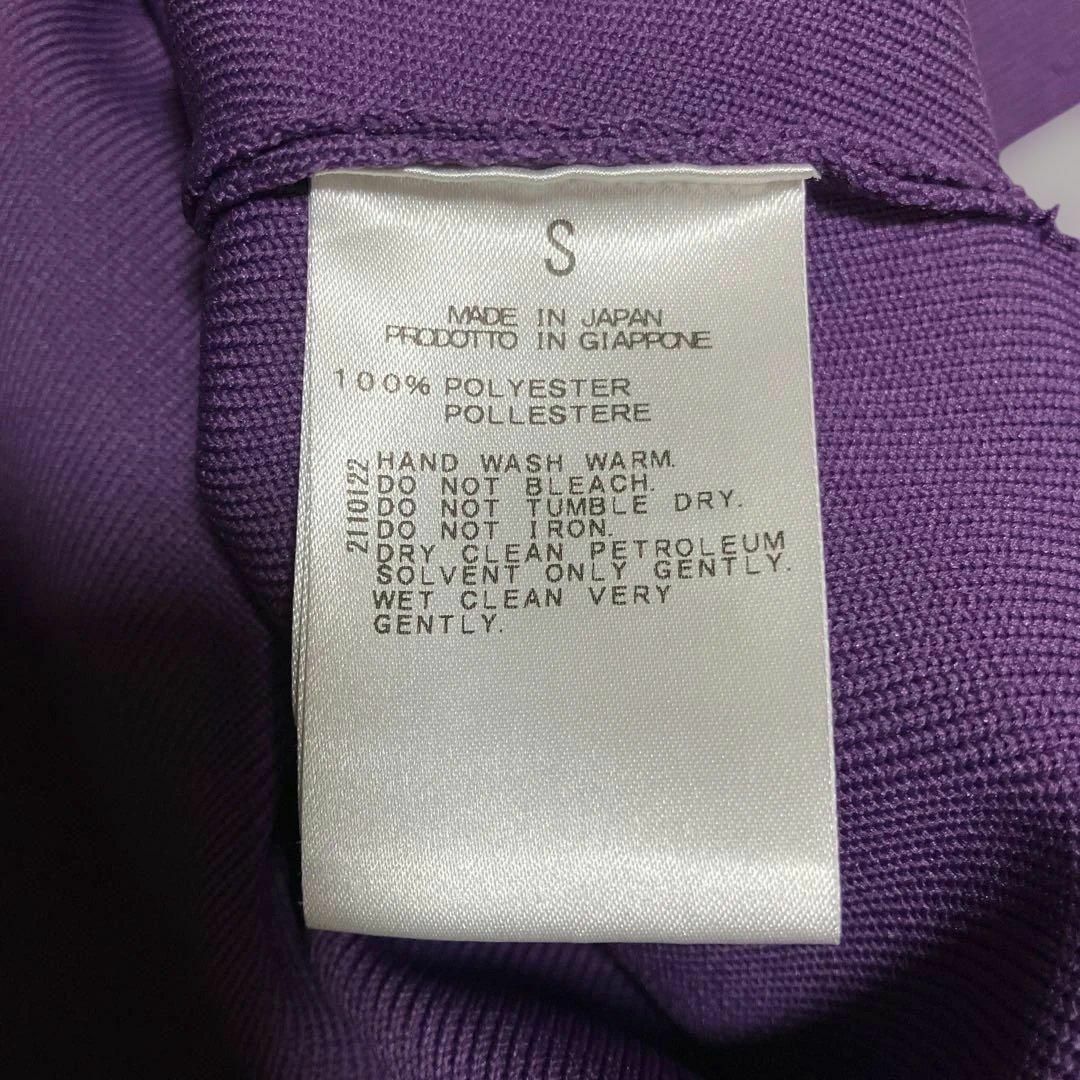 S
MADE IN JAPAN
PRODOTTO IN GIAPPONE
100% POLYESTER
POLLESTERE
HAND WASH WARM.
DO NOT BLEACH.
DO NOT TUMBLE DRY.
DO NOT IRON.
DRY CLEAN PETROLEUM
SOLVENT ONLY GENTLY.
WET CLEAN VERY
GENTLY.
2110122